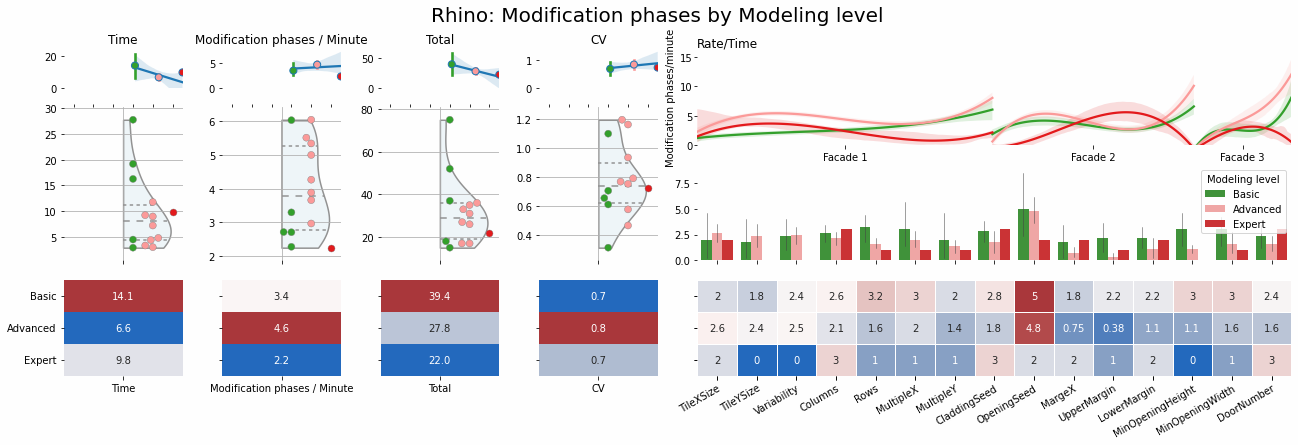 Rhino: Modification phases by Modeling level
Time
Modification phases / Minute
Total
CV
Rate/Time
20
0
5
0
50
0
1
0
Modification phases/minute
15
10
5
0
Facade 1
Facade 2
Facade 3
30
25
20
15
10
5
6
5
4
3
2
80
60
40
20
1.2
1.0
0.8
0.6
0.4
7.5
5.0
2.5
0.0
Modeling level
Basic
Advanced
Expert
Basic
14.1
3.4
39.4
0.7
2
1.8
2.4
2.6
3.2
3
2
2.8
5
1.8
2.2
2.2
3
3
2.4
Advanced
6.6
4.6
27.8
0.8
2.6
2.4
2.5
2.1
1.6
2
1.4
1.8
4.8
0.75
0.38
1.1
1.1
1.6
1.6
Expert
9.8
2.2
22.0
0.7
2
0
0
3
1
1
1
3
2
2
1
2
0
1
3
Time
Modification phases / Minute
Total
CV
TileXSize
TileYSize
Variability
Columns
Rows
MultipleX
MultipleY
CladdingSeed
OpeningSeed
MargeX
UpperMargin
LowerMargin
MinOpeningHeight
MinOpeningWidth
DoorNumber